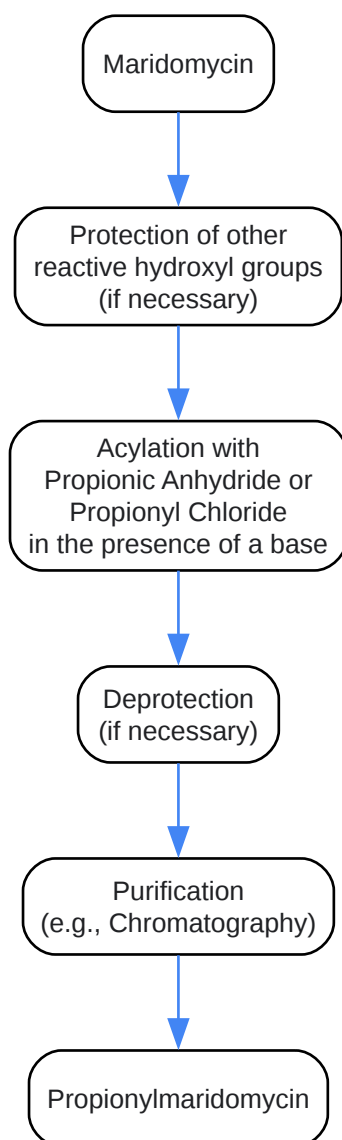 Maridomycin
Protection of other
reactive hydroxyl groups
(if necessary)
Acylation with
Propionic Anhydride or
Propionyl Chloride
in the presence of a base
Deprotection
(if necessary)
Purification
(e.g., Chromatography)
Propionylmaridomycin